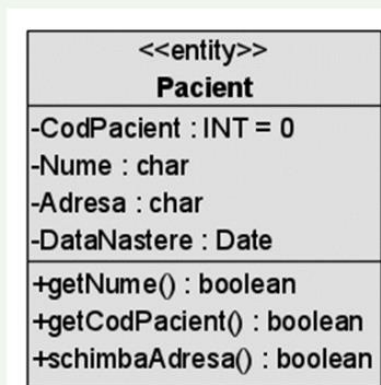 <<entity>>
Pacient
-CodPacient : INT = 0
-Nume : char
-Adresa : char
-DataNastere : Date
+getNume() : boolean
+getCodPacient() : boolean
+schimbaAdresa() : boolean